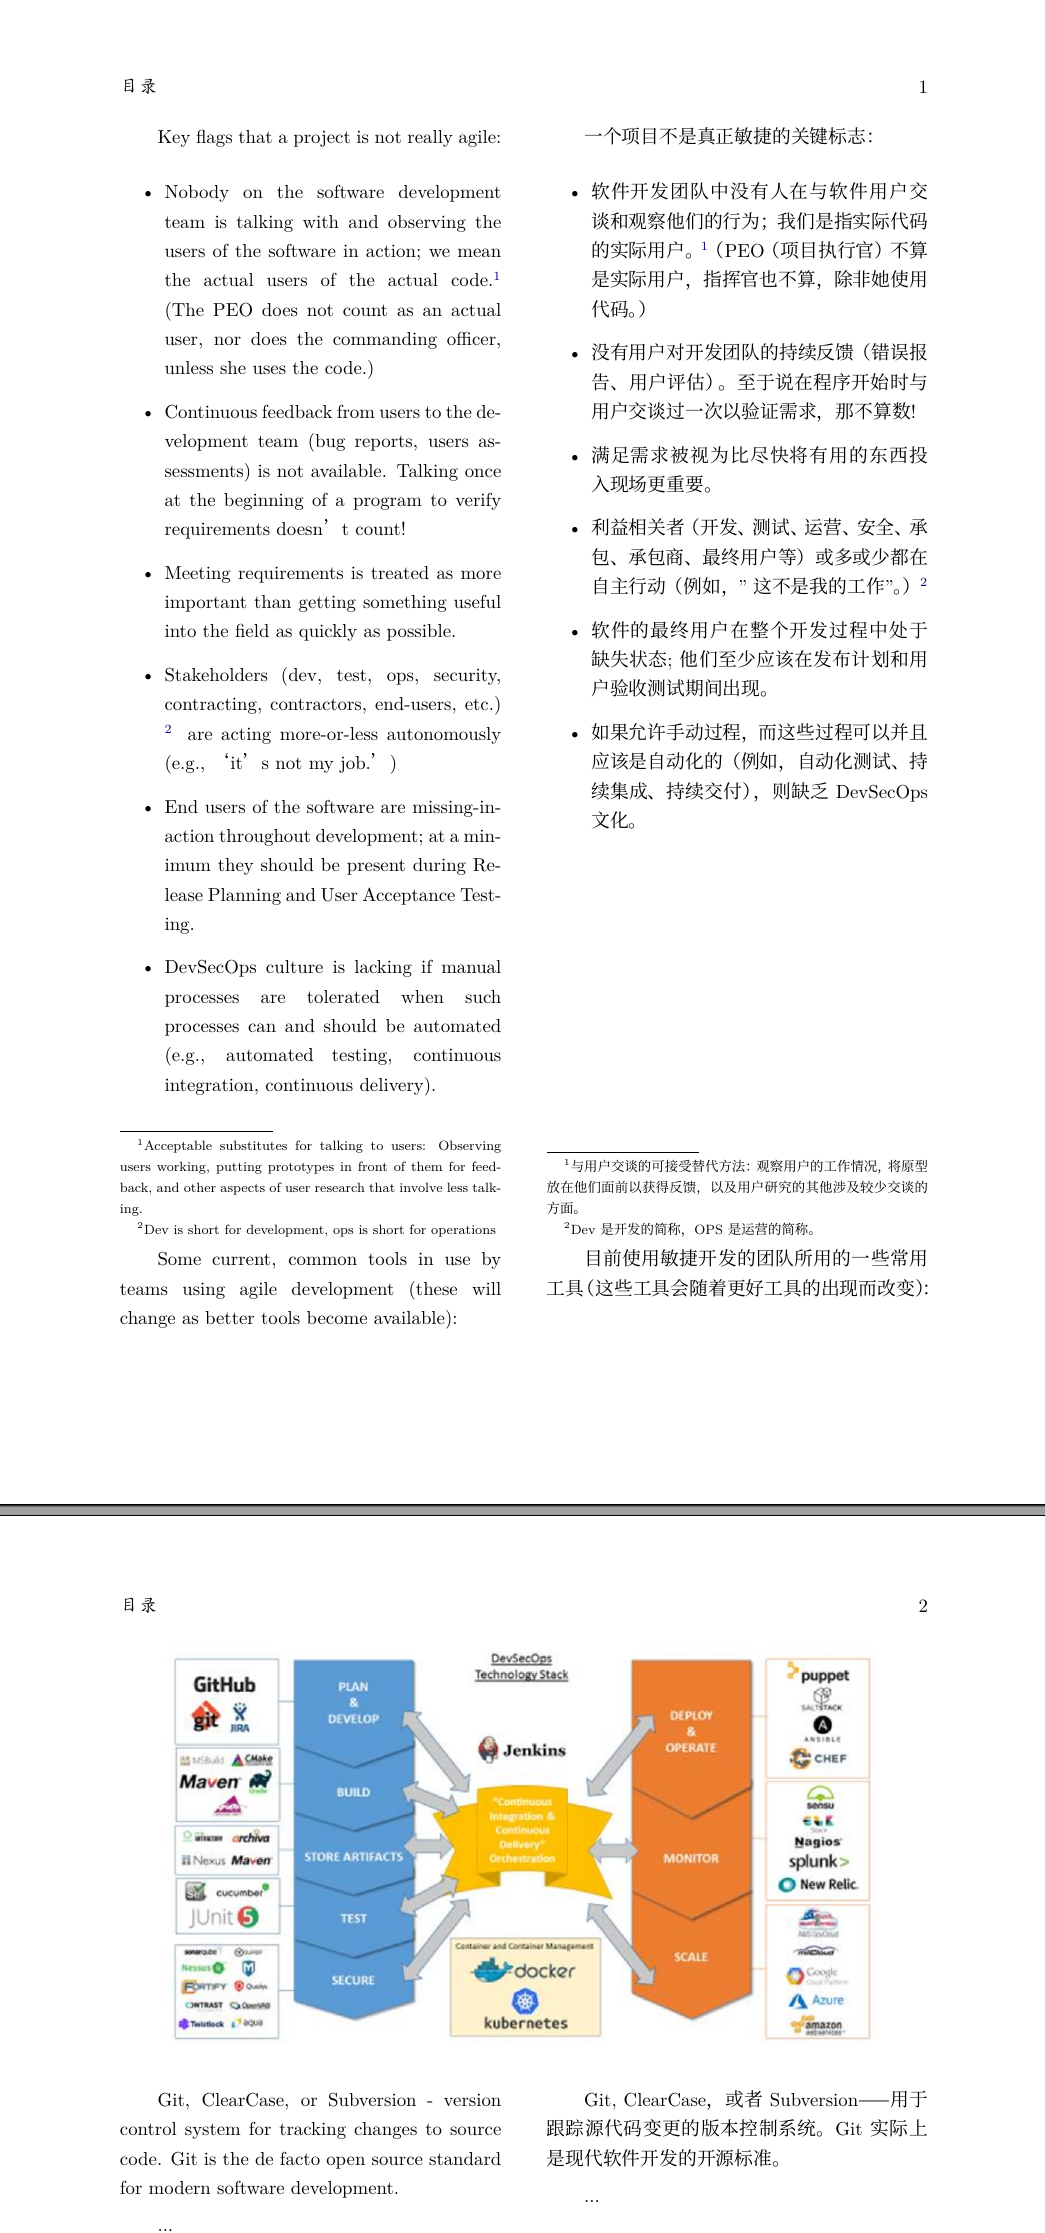 目录 1
Key flags that a project is not really agile:
• Nobody on the software development
team is talking with and observing the
users of the software in action; we mean
the actual users of the actual code.1
(The PEO does not count as an actual
user, nor does the commanding officer,
unless she uses the code.)
• Continuous feedback from users to the de-
velopment team (bug reports, users as-
sessments) is not available. Talking once
at the beginning of a program to verify
requirements doesn’t count!
• Meeting requirements is treated as more
important than getting something useful
into the field as quickly as possible.
• Stakeholders (dev, test, ops, security,
contracting, contractors, end-users, etc.)
2 are acting more-or-less autonomously
(e.g., ‘it’s not my job.’)
• End users of the software are missing-in-
action throughout development; at a min-
imum they should be present during Re-
lease Planning and User Acceptance Test-
ing.
• DevSecOps culture is lacking if manual
processes are tolerated when such
processes can and should be automated
(e.g., automated testing, continuous
integration, continuous delivery).
1Acceptable substitutes for talking to users: Observing
users working, putting prototypes in front of them for feed-
back, and other aspects of user research that involve less talk-
ing.
2Dev is short for development, ops is short for operations
Some current, common tools in use by
teams using agile development (these will
change as better tools become available):
一个项目不是真正敏捷的关键标志：
• 软件开发团队中没有人在与软件用户交
谈和观察他们的行为；我们是指实际代码
的实际用户。1（PEO（项目执行官）不算
是实际用户，指挥官也不算，除非她使用
代码。）
• 没有用户对开发团队的持续反馈（错误报
告、用户评估）。至于说在程序开始时与
用户交谈过一次以验证需求，那不算数!
• 满足需求被视为比尽快将有用的东西投
入现场更重要。
• 利益相关者（开发、测试、运营、安全、承
包、承包商、最终用户等）或多或少都在
自主行动（例如，” 这不是我的工作”。）2
• 软件的最终用户在整个开发过程中处于
缺失状态; 他们至少应该在发布计划和用
户验收测试期间出现。
• 如果允许手动过程，而这些过程可以并且
应该是自动化的（例如，自动化测试、持
续集成、持续交付），则缺乏 DevSecOps
文化。
1与用户交谈的可接受替代方法：观察用户的工作情况，将原型
放在他们面前以获得反馈，以及用户研究的其他涉及较少交谈的
方面。
2Dev 是开发的简称，OPS 是运营的简称。
目前使用敏捷开发的团队所用的一些常用
工具（这些工具会随着更好工具的出现而改变）：
目录 2
DevSecOps
Technology Stack
GitHub
git
JIRA
MSBuild CMake
Maven Gradle
archiva
Nexus Maven
cucumber
JUnit 5
sonarqube
Nessus
FORTIFY Qualys
CONTRAST OpenVAS
Twistlock aqua
PLAN
&
DEVELOP
BUILD
STORE ARTIFACTS
TEST
SECURE
Jenkins
"Continuous
Integration &
Continuous
Delivery"
Orchestration
Container and Container Management
docker
kubernetes
DEPLOY
&
OPERATE
MONITOR
SCALE
puppet
SALTSTACK
ANSIBLE
CHEF
sensu
Stack
Nagios
splunk>
New Relic.
AWS GovCloud
milCloud
Google
Cloud Platform
Azure
amazon
webservices
Git, ClearCase, or Subversion - version
control system for tracking changes to source
code. Git is the de facto open source standard
for modern software development.
...
Git, ClearCase，或者 Subversion——用于
跟踪源代码变更的版本控制系统。Git 实际上
是现代软件开发的开源标准。
...